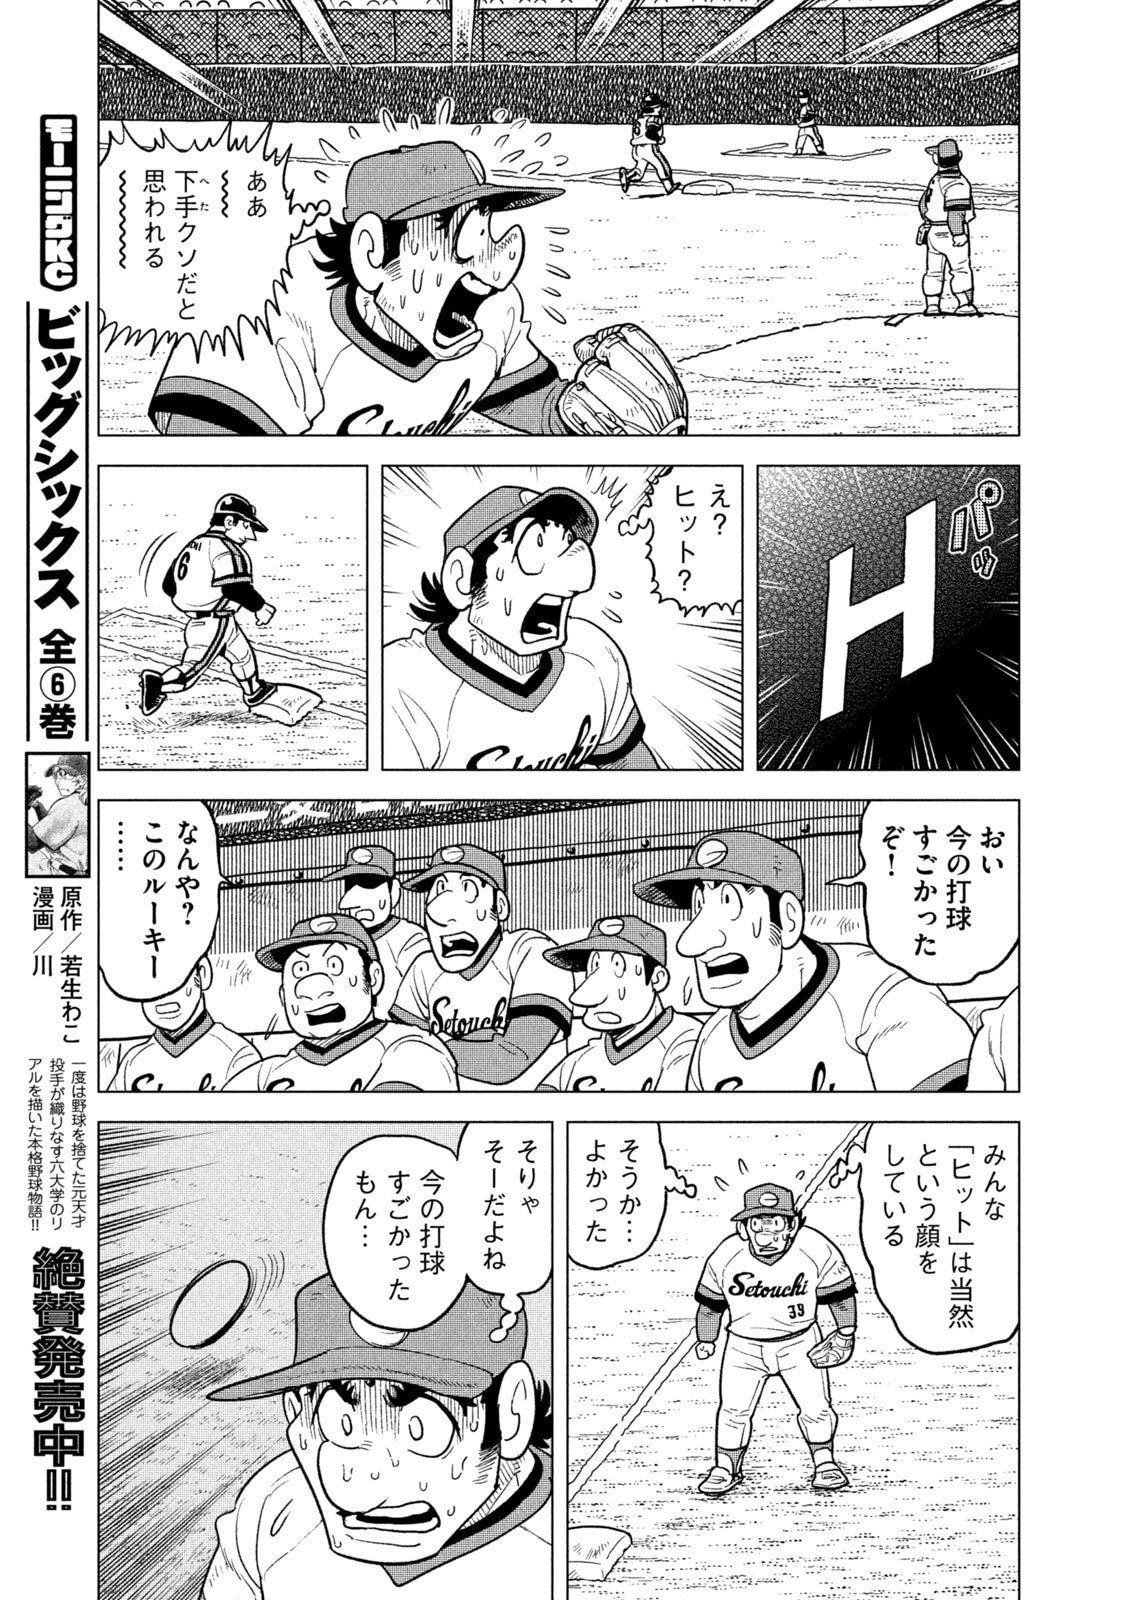 ああ
下手クソだと
へた
思われる
H
パッ
え？
ヒット？
6
Setouchi
おい
今の打球
すごかった
ぞ！
なんや？
このルーキー
……
Setouchi
みんな
「ヒット」は当然
という顔を
している
そうか…
よかった
Setouchi
39
そりゃ
そーだよね
今の打球
すごかった
もん…
モーニングKC
ビッグシックス 全⑥巻
原作／若生わこ
漫画／川
一度は野球を捨てた元天才
投手が織りなす六大学のリ
アルを描いた本格野球物語!!
絶賛発売中!!